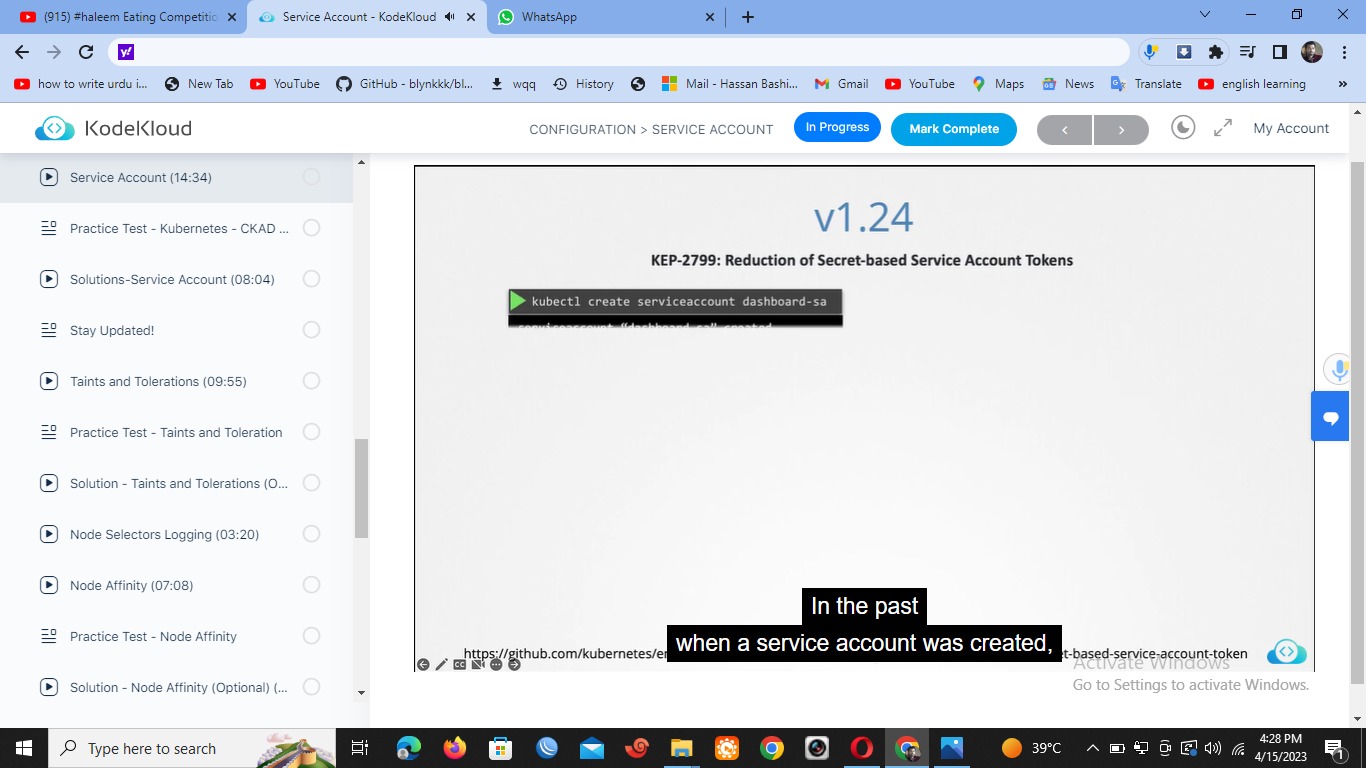 (915) #haleem Eating Competitio
Service Account - KodeKloud
WhatsApp
how to write urdu i...
New Tab
YouTube
GitHub - blynkkk/bl...
wqq
History
Mail - Hassan Bashi...
Gmail
YouTube
Maps
News
Translate
english learning
KodeKloud
CONFIGURATION > SERVICE ACCOUNT
In Progress
Mark Complete
My Account
Service Account (14:34)
Practice Test - Kubernetes - CKAD ...
Solutions-Service Account (08:04)
Stay Updated!
Taints and Tolerations (09:55)
Practice Test - Taints and Toleration
Solution - Taints and Tolerations (O...
Node Selectors Logging (03:20)
Node Affinity (07:08)
Practice Test - Node Affinity
Solution - Node Affinity (Optional) (...
v1.24
KEP-2799: Reduction of Secret-based Service Account Tokens
kubectl create serviceaccount dashboard-sa
serviceaccount “dashboard-sa” created
In the past
when a service account was created,
https://github.com/kubernetes/en
et-based-service-account-token
Activate Windows
Go to Settings to activate Windows.
Type here to search
39°C
4:28 PM
4/15/2023
1